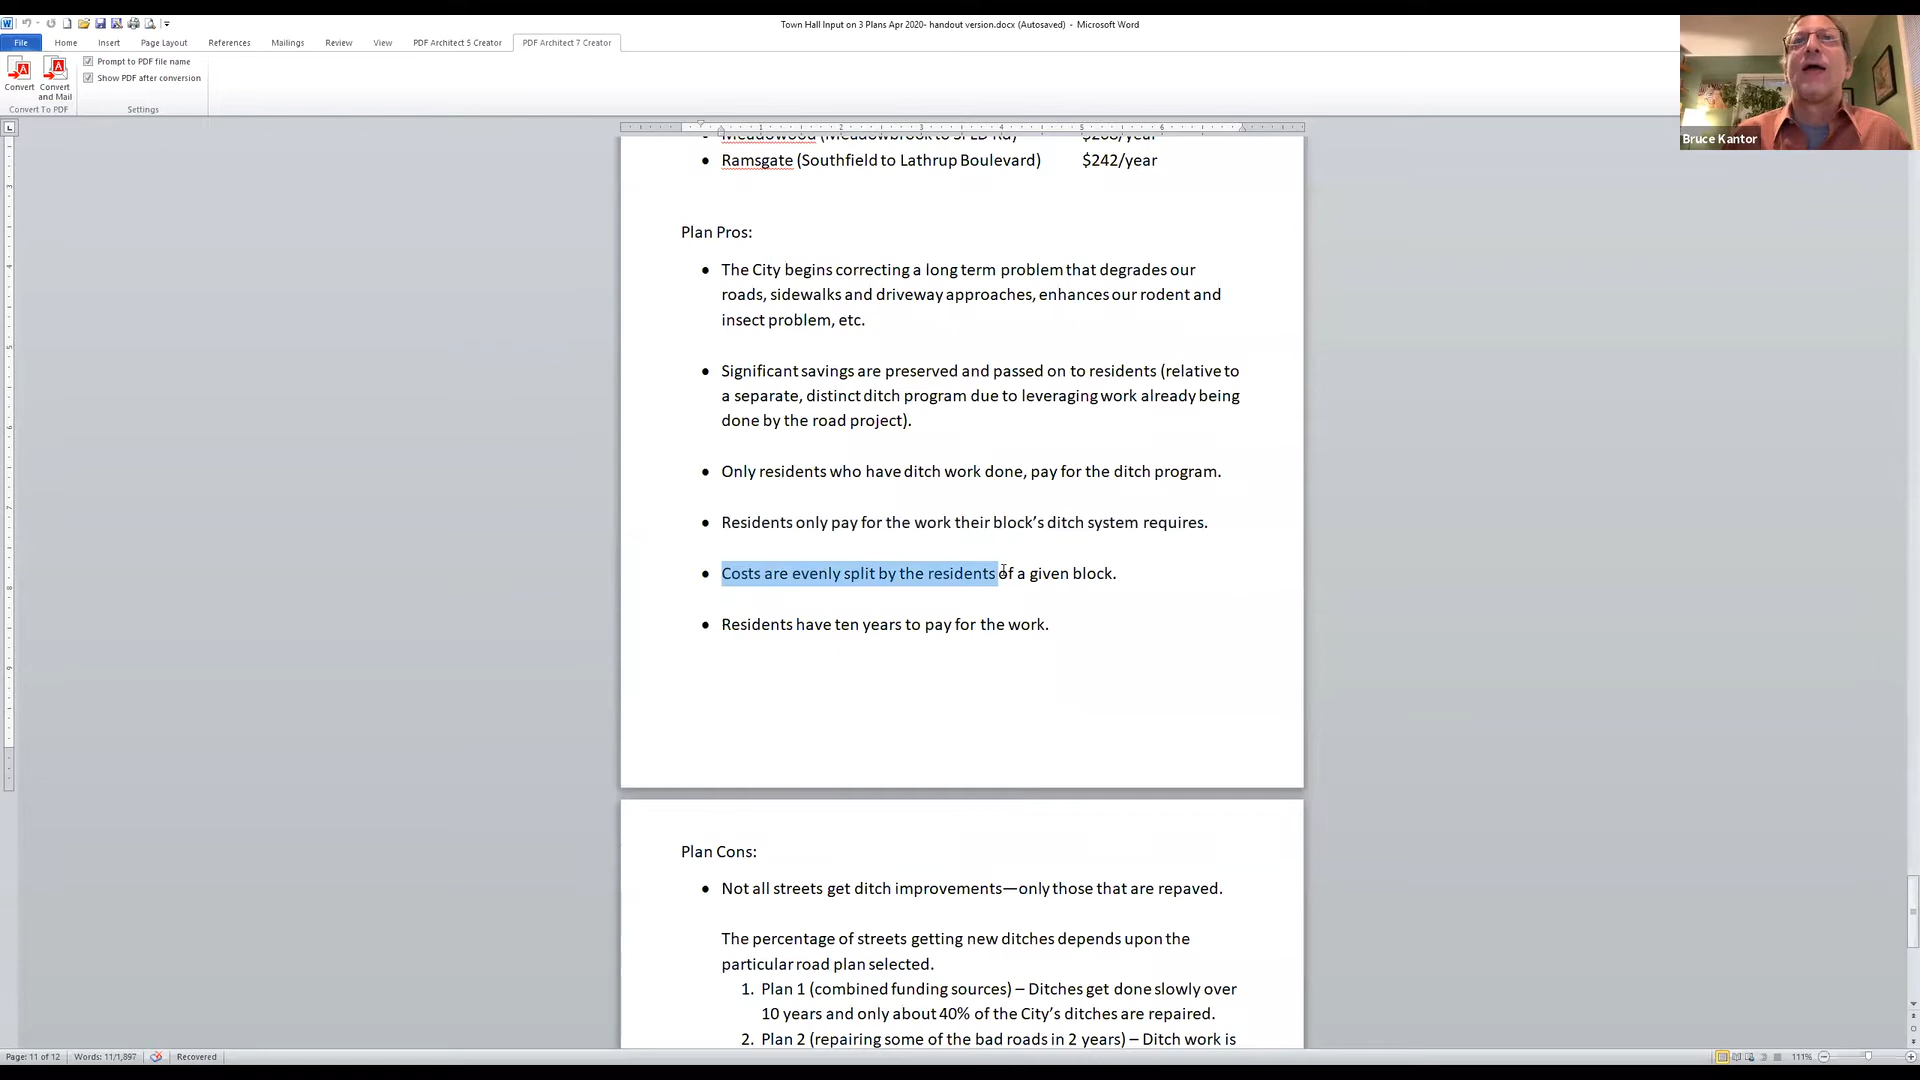 Town Hall Input on 3 Plans Apr 2020- handout version.docx (Autosaved) - Microsoft Word
File Home Insert Page Layout References Mailings Review View PDF Architect 5 Creator PDF Architect 7 Creator
Convert
Convert and Mail
Prompt to PDF file name
Show PDF after conversion
Convert To PDF
Settings
Bruce Kantor
1 2 3 4 5 6
• Ramsgate (Southfield to Lathrup Boulevard) $242/year
Plan Pros:
• The City begins correcting a long term problem that degrades our
roads, sidewalks and driveway approaches, enhances our rodent and
insect problem, etc.
• Significant savings are preserved and passed on to residents (relative to
a separate, distinct ditch program due to leveraging work already being
done by the road project).
• Only residents who have ditch work done, pay for the ditch program.
• Residents only pay for the work their block’s ditch system requires.
• Costs are evenly split by the residents of a given block.
• Residents have ten years to pay for the work.
Plan Cons:
• Not all streets get ditch improvements—only those that are repaved.
The percentage of streets getting new ditches depends upon the
particular road plan selected.
1. Plan 1 (combined funding sources) – Ditches get done slowly over
10 years and only about 40% of the City’s ditches are repaired.
2. Plan 2 (repairing some of the bad roads in 2 years) – Ditch work is
Page: 11 of 12 Words: 11/1,897 Recovered 111%